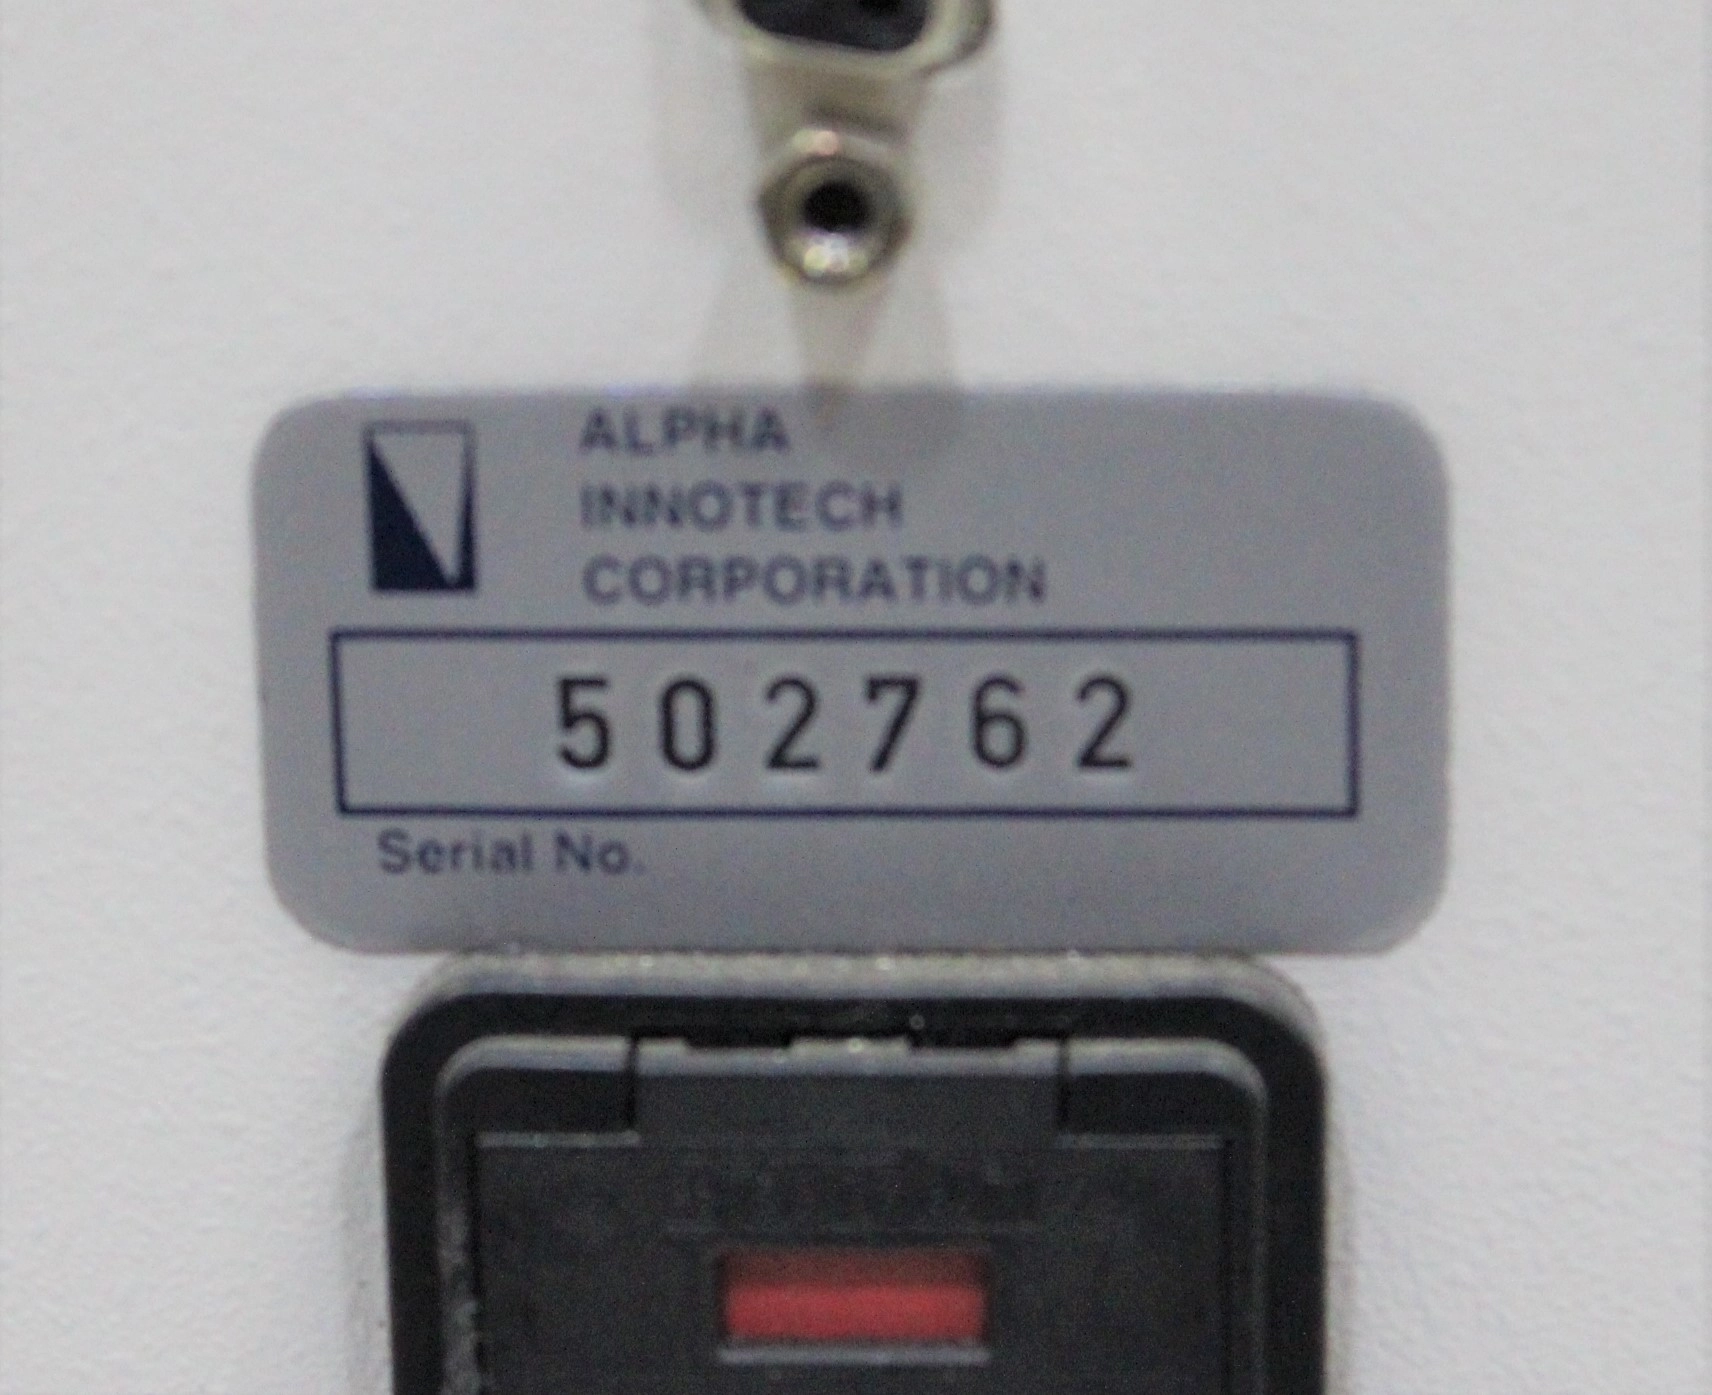 ALPHA
INNOTECH
CORPORATION
502762
Serial No.